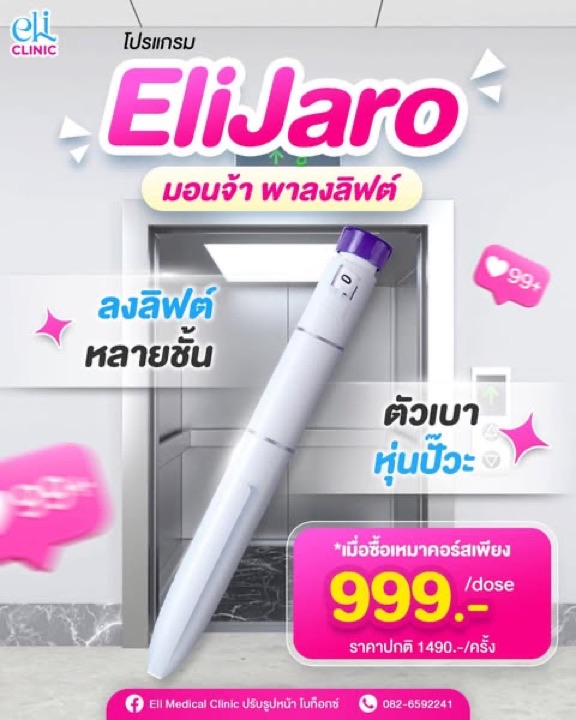 eli
CLINIC
โปรแกรม
EliJaro
มอนจ้า พาลงลิฟต์
99+
ลงลิฟต์
หลายชั้น
0
ตัวเบา
หุ่นปั๊วะ
99+
*เมื่อซื้อเหมาคอร์สเพียง
999.- /dose
ราคาปกติ 1490.-/ครั้ง
Eli Medical Clinic ปรับรูปหน้า โบท็อกซ์ 082-6592241